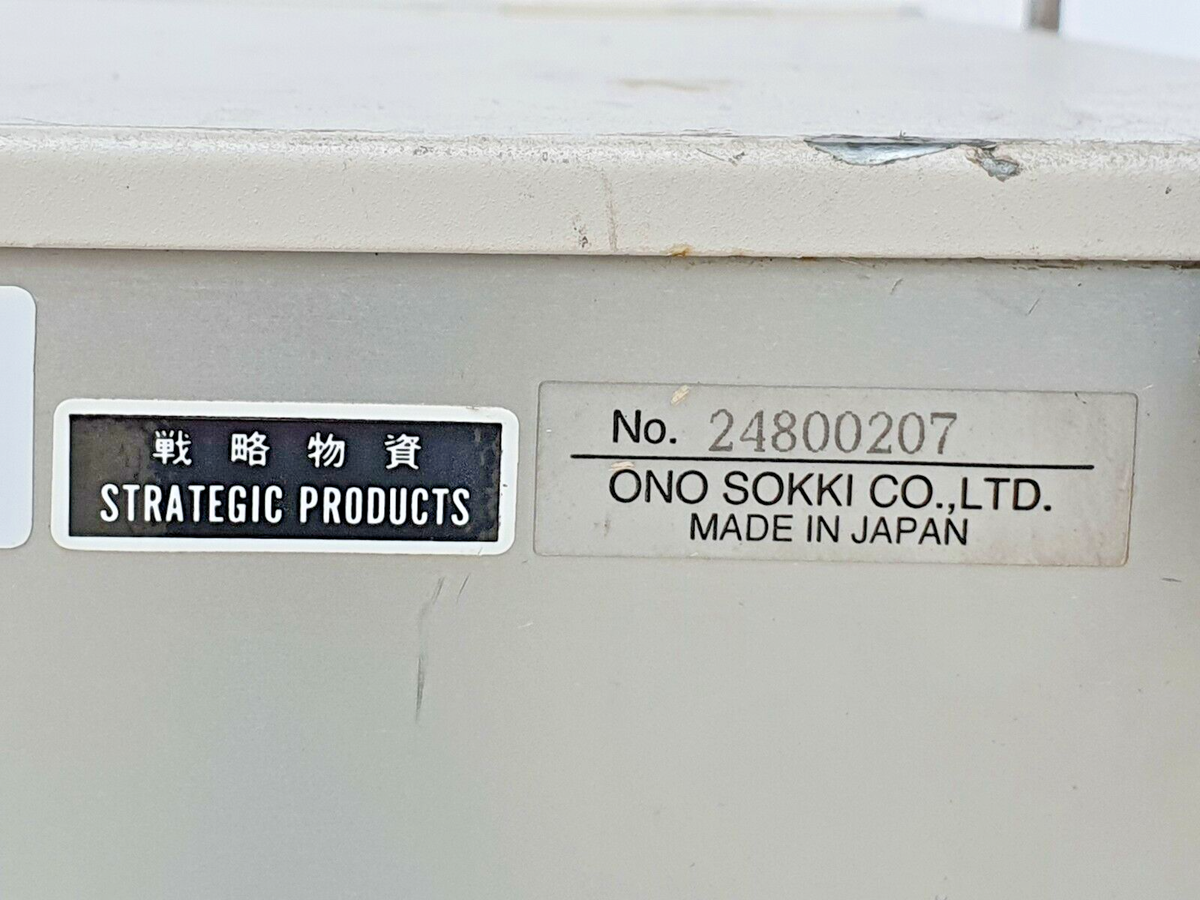 戦略物資
STRATEGIC PRODUCTS
No. 24800207
ONO SOKKI CO.,LTD.
MADE IN JAPAN